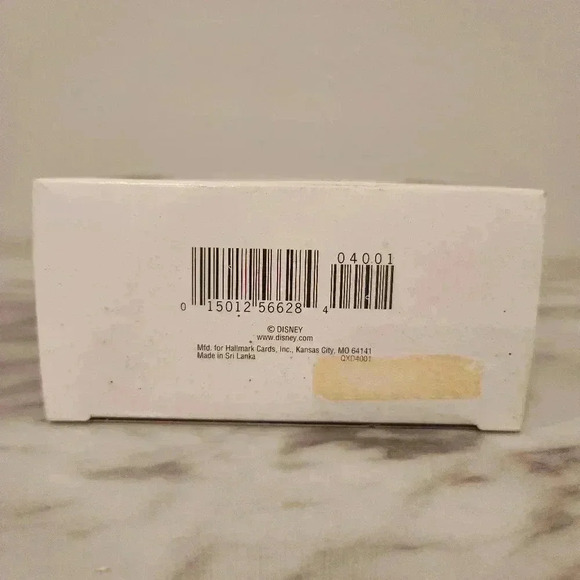 04001
0 15012 56628 4
© DISNEY
www.disney.com
Mfd. for Hallmark Cards, Inc., Kansas City, MO 64141
Made in Sri Lanka QXD4001